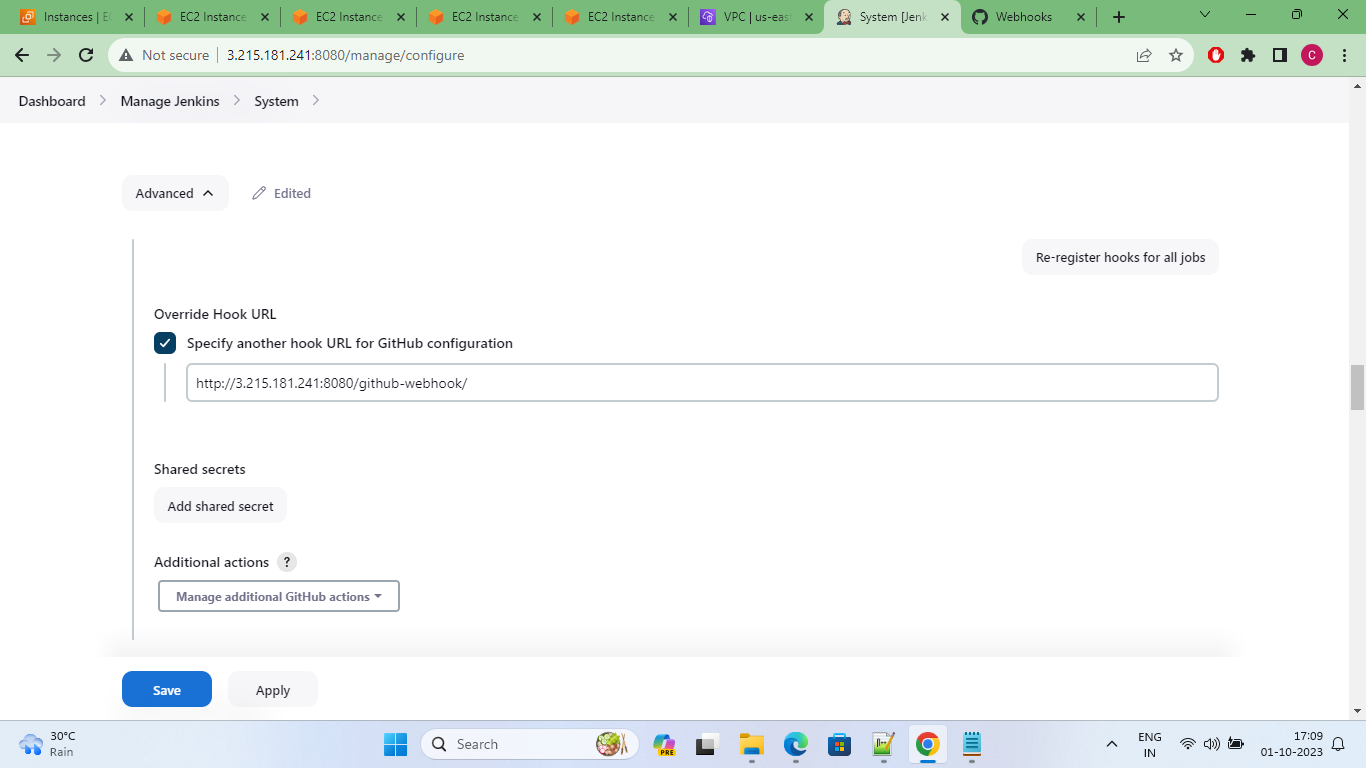 Instances | EC
EC2 Instance
EC2 Instance
EC2 Instance
EC2 Instance
VPC | us-east
System [Jenk
Webhooks
Not secure
3.215.181.241:8080/manage/configure
C
Dashboard
Manage Jenkins
System
Advanced
Edited
Re-register hooks for all jobs
Override Hook URL
Specify another hook URL for GitHub configuration
http://3.215.181.241:8080/github-webhook/
Shared secrets
Add shared secret
Additional actions ?
Manage additional GitHub actions
Save
Apply
30°C
Rain
Search
PRE
ENG
IN
17:09
01-10-2023